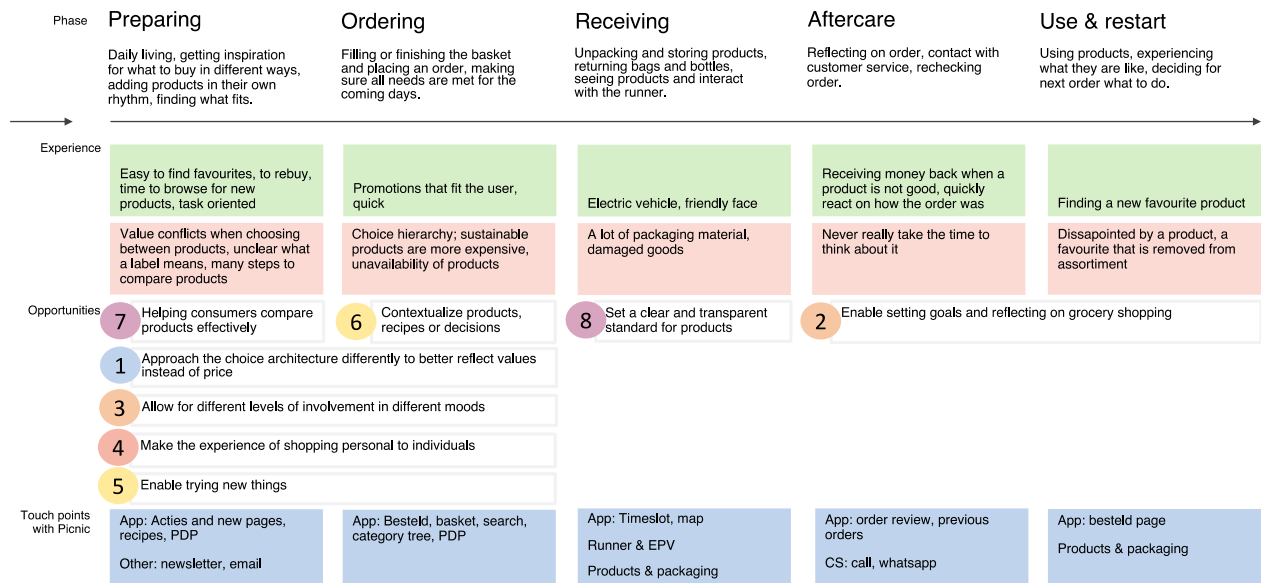 Phase
Preparing
Ordering
Receiving
Aftercare
Use & restart
Daily living, getting inspiration
for what to buy in different ways,
adding products in their own
rhythm, finding what fits.
Filling or finishing the basket
and placing an order, making
sure all needs are met for the
coming days.
Unpacking and storing products,
returning bags and bottles,
seeing products and interact
with the runner.
Reflecting on order, contact with
customer service, rechecking
order.
Using products, experiencing
what they are like, deciding for
next order what to do.
Experience
Easy to find favourites, to rebuy,
time to browse for new
products, task oriented
Promotions that fit the user,
quick
Electric vehicle, friendly face
Receiving money back when a
product is not good, quickly
react on how the order was
Finding a new favourite product
Value conflicts when choosing
between products, unclear what
a label means, many steps to
compare products
Choice hierarchy; sustainable
products are more expensive,
unavailability of products
A lot of packaging material,
damaged goods
Never really take the time to
think about it
Dissapointed by a product, a
favourite that is removed from
assortiment
Opportunities
7
Helping consumers compare
products effectively
6
Contextualize products,
recipes or decisions
8
Set a clear and transparent
standard for products
2
Enable setting goals and reflecting on grocery shopping
1
Approach the choice architecture differently to better reflect values
instead of price
3
Allow for different levels of involvement in different moods
4
Make the experience of shopping personal to individuals
5
Enable trying new things
Touch points
with Picnic
App: Acties and new pages,
recipes, PDP
Other: newsletter, email
App: Besteld, basket, search,
category tree, PDP
App: Timeslot, map
Runner & EPV
Products & packaging
App: order review, previous
orders
CS: call, whatsapp
App: besteld page
Products & packaging